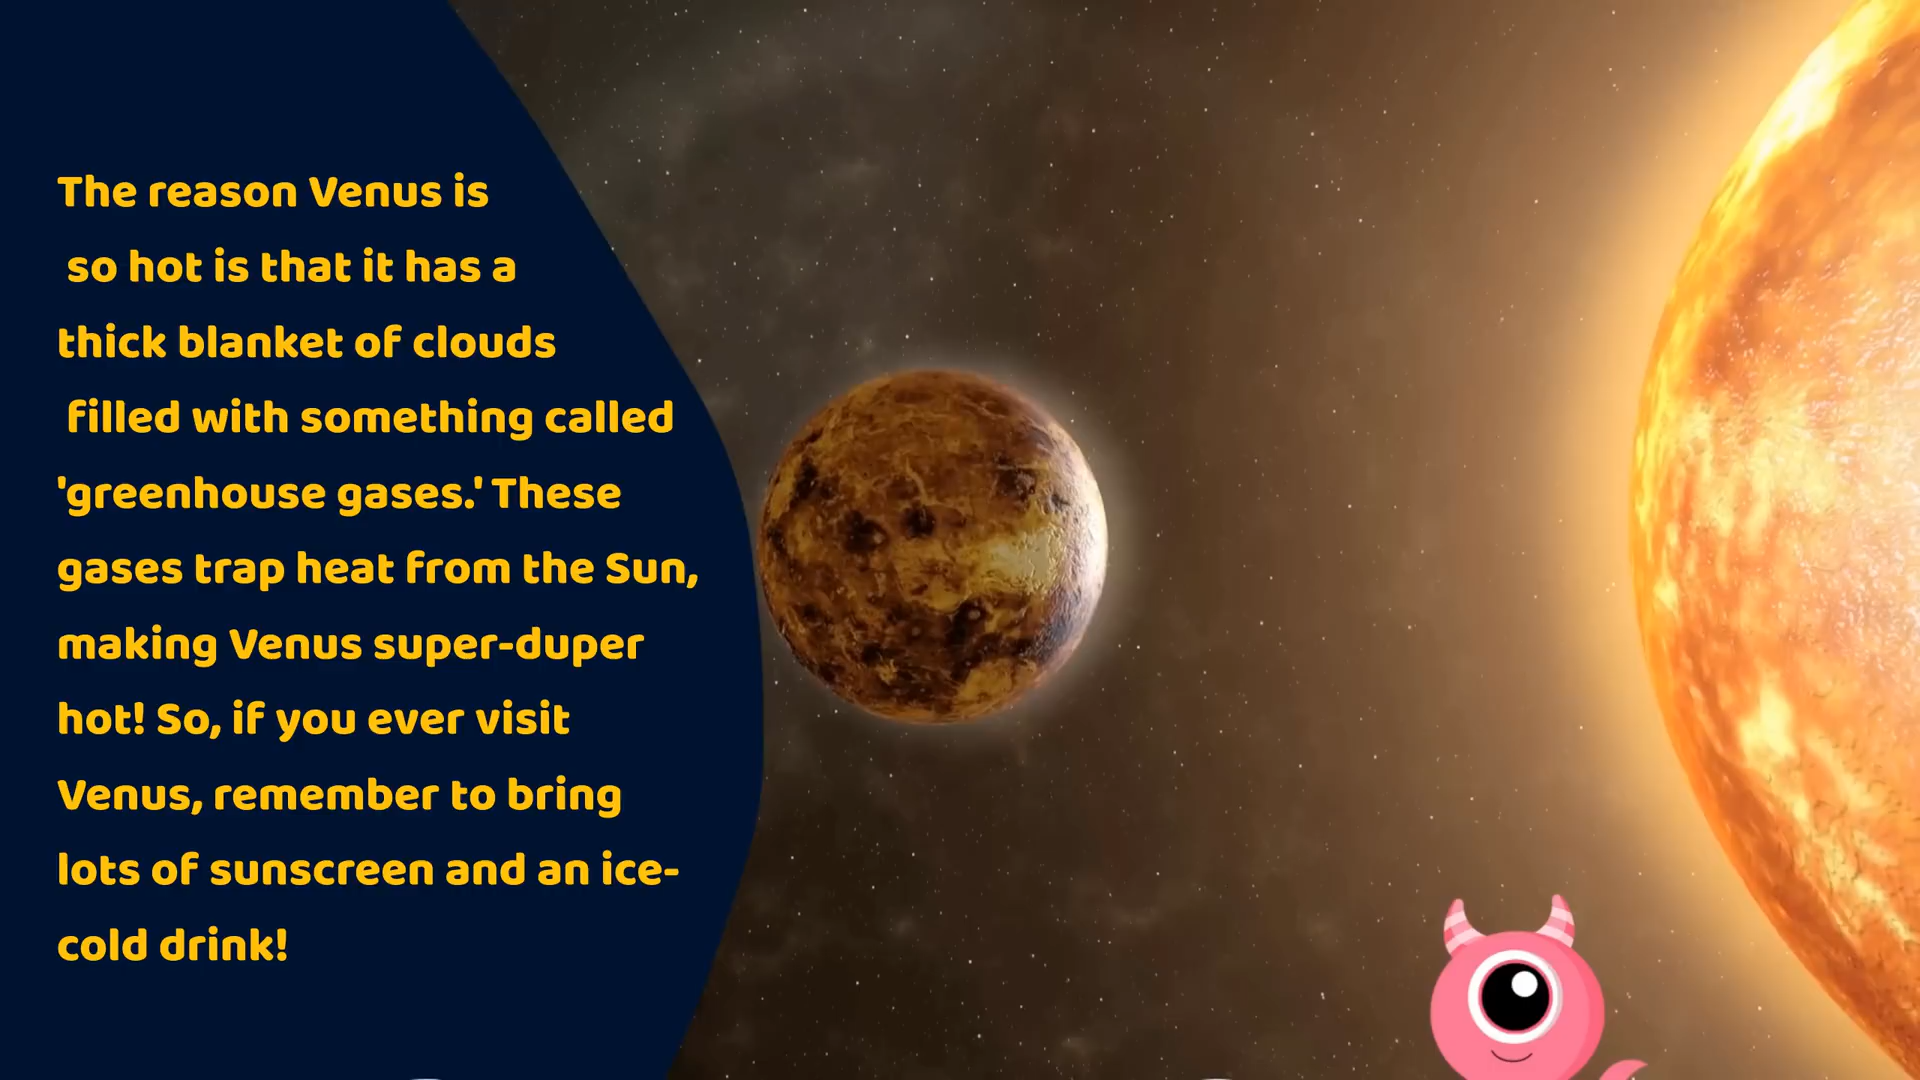 The reason Venus is
so hot is that it has a
thick blanket of clouds
filled with something called
'greenhouse gases.' These
gases trap heat from the Sun,
making Venus super-duper
hot! So, if you ever visit
Venus, remember to bring
lots of sunscreen and an ice-
cold drink!